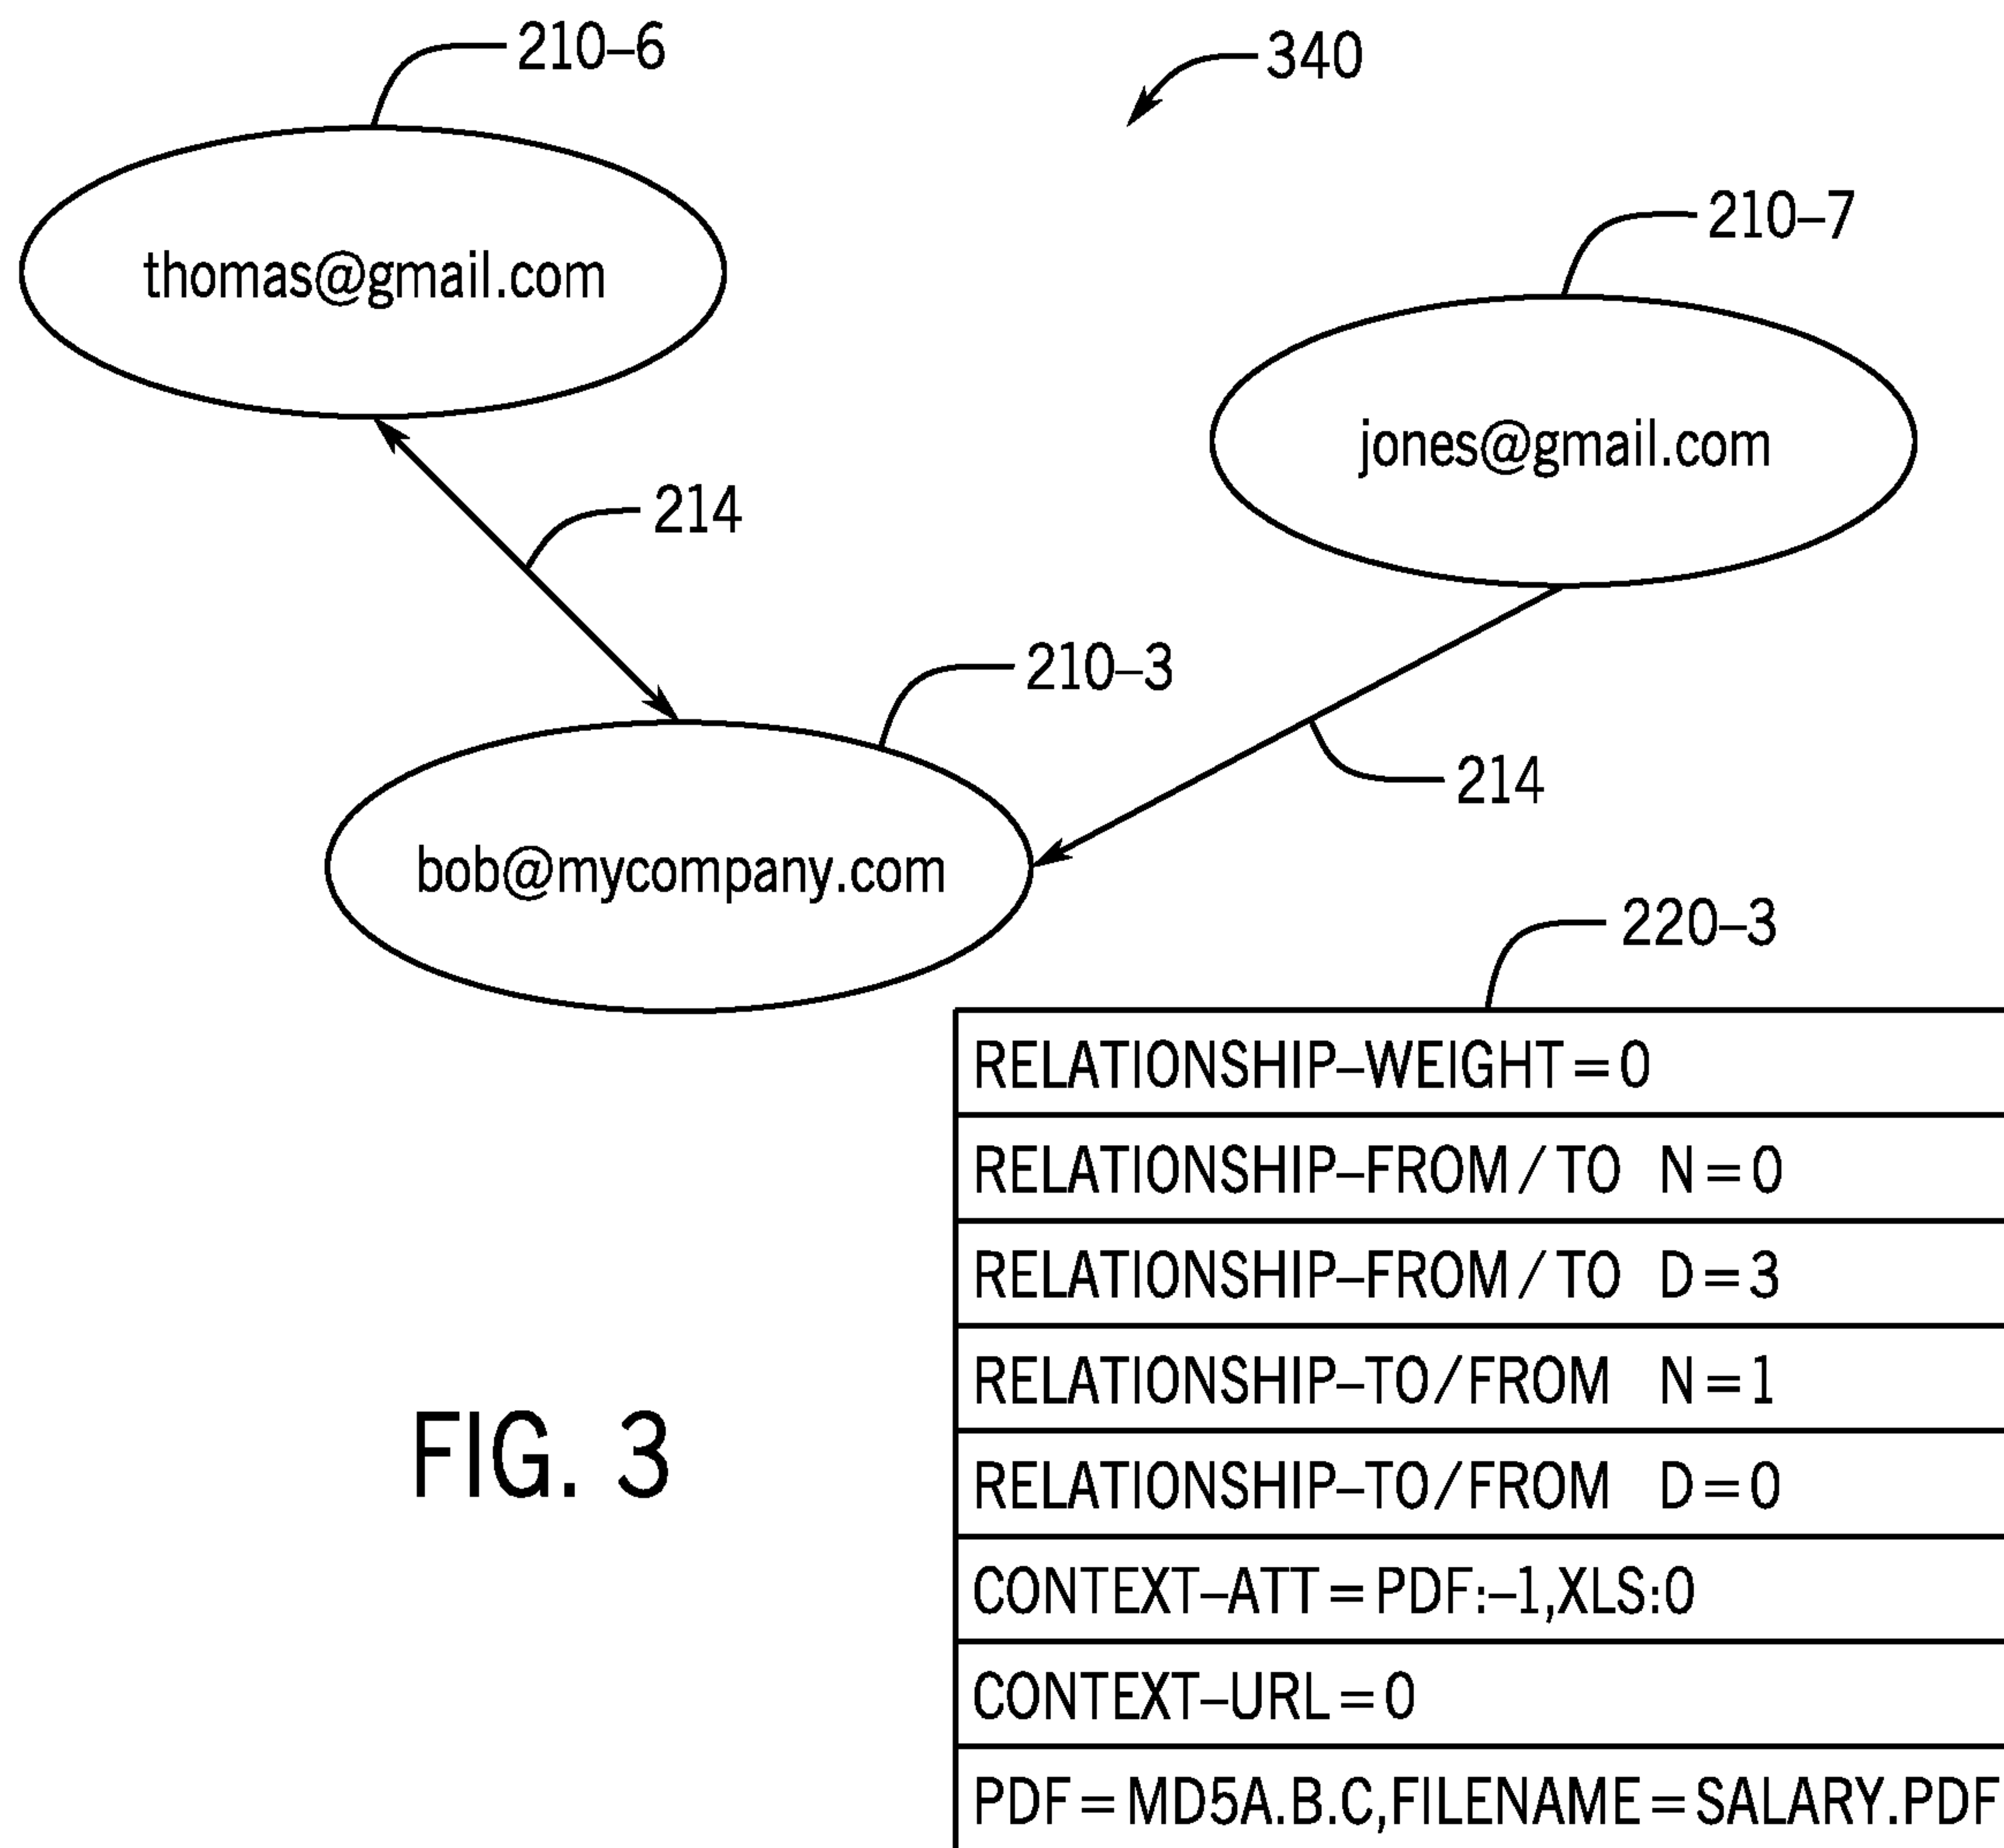 210–6
340
thomas@gmail.com
210–7
jones@gmail.com
214
210–3
214
bob@mycompany.com
220–3
RELATIONSHIP–WEIGHT=0
RELATIONSHIP–FROM/TO N=0
RELATIONSHIP–FROM/TO D=3
RELATIONSHIP–TO/FROM N=1
RELATIONSHIP–TO/FROM D=0
CONTEXT–ATT=PDF:–1,XLS:0
CONTEXT–URL=0
PDF=MD5A.B.C,FILENAME=SALARY.PDF
FIG. 3